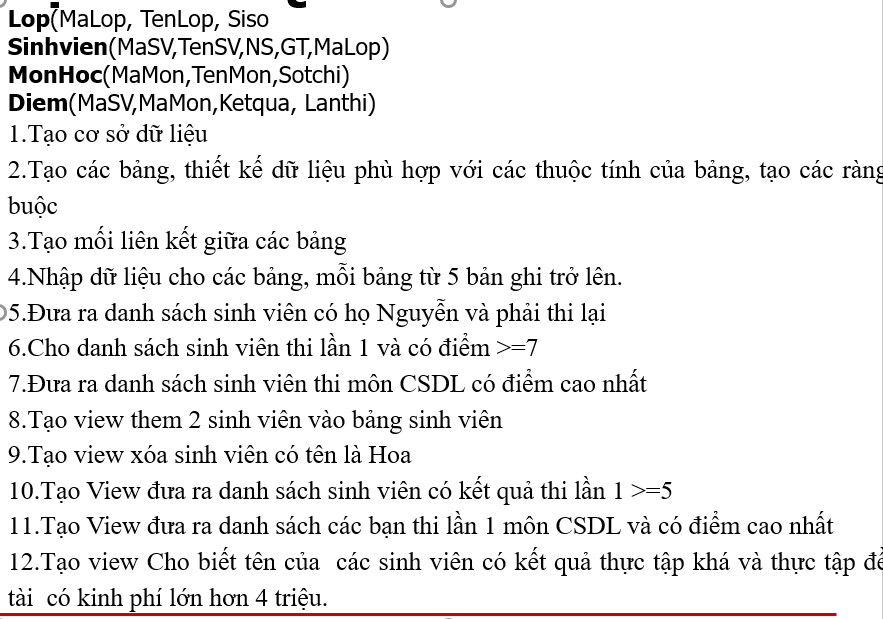 Lop(MaLop, TenLop, Siso
Sinhvien(MaSV,TenSV,NS,GT,MaLop)
MonHoc(MaMon,TenMon,Sotchi)
Diem(MaSV,MaMon,Ketqua, Lanthi)
1.Tạo cơ sở dữ liệu
2.Tạo các bảng, thiết kế dữ liệu phù hợp với các thuộc tính của bảng, tạo các ràng
buộc
3.Tạo mối liên kết giữa các bảng
4.Nhập dữ liệu cho các bảng, mỗi bảng từ 5 bản ghi trở lên.
5.Đưa ra danh sách sinh viên có họ Nguyễn và phải thi lại
6.Cho danh sách sinh viên thi lần 1 và có điểm >=7
7.Đưa ra danh sách sinh viên thi môn CSDL có điểm cao nhất
8.Tạo view them 2 sinh viên vào bảng sinh viên
9.Tạo view xóa sinh viên có tên là Hoa
10.Tạo View đưa ra danh sách sinh viên có kết quả thi lần 1 >=5
11.Tạo View đưa ra danh sách các bạn thi lần 1 môn CSDL và có điểm cao nhất
12.Tạo view Cho biết tên của các sinh viên có kết quả thực tập khá và thực tập đề
tài có kinh phí lớn hơn 4 triệu.